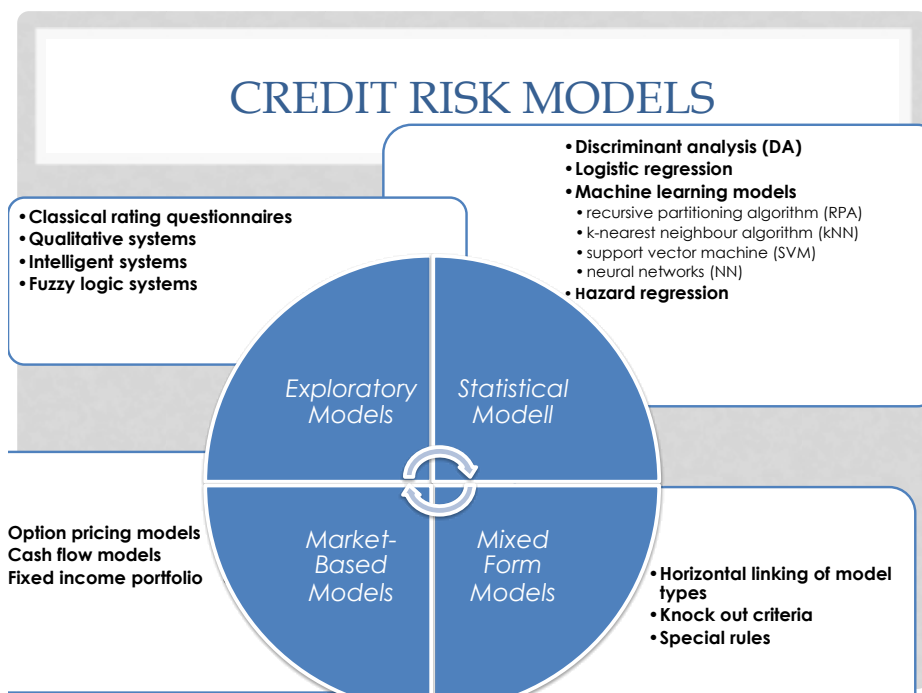 CREDIT RISK MODELS
• Discriminant analysis (DA)
• Logistic regression
• Machine learning models
• recursive partitioning algorithm (RPA)
• k-nearest neighbour algorithm (kNN)
• support vector machine (SVM)
• neural networks (NN)
• Hazard regression
• Classical rating questionnaires
• Qualitative systems
• Intelligent systems
• Fuzzy logic systems
Exploratory
Models
Statistical
Modell
Option pricing models
Cash flow models
Fixed income portfolio
Market-
Based
Models
Mixed
Form
Models
• Horizontal linking of model
types
• Knock out criteria
• Special rules